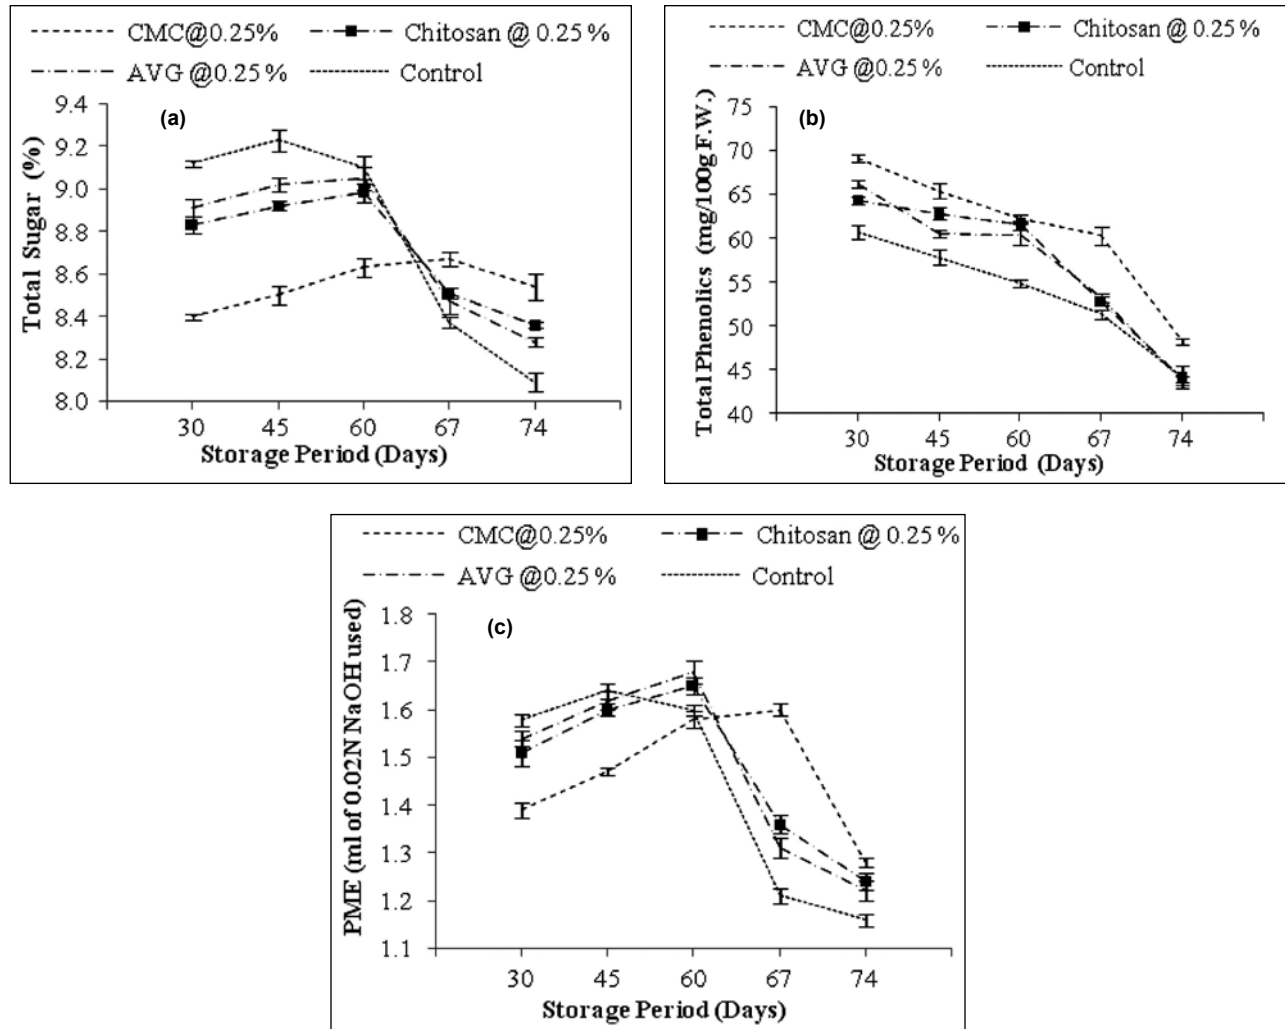 CMC@0.25% Chitosan @ 0.25 %
AVG @0.25 % Control
(a)
Total Sugar (%)
9.4
9.2
9.0
8.8
8.6
8.4
8.2
8.0
30 45 60 67 74
Storage Period (Days)
CMC@0.25% Chitosan @ 0.25 %
AVG @0.25 % Control
(b)
Total Phenolics (mg/100g F.W.)
75
70
65
60
55
50
45
40
30 45 60 67 74
Storage Period (Days)
CMC@0.25% Chitosan @ 0.25 %
AVG @0.25 % Control
(c)
PME (ml of 0.02N NaOH used)
1.8
1.7
1.6
1.5
1.4
1.3
1.2
1.1
30 45 60 67 74
Storage Period (Days)